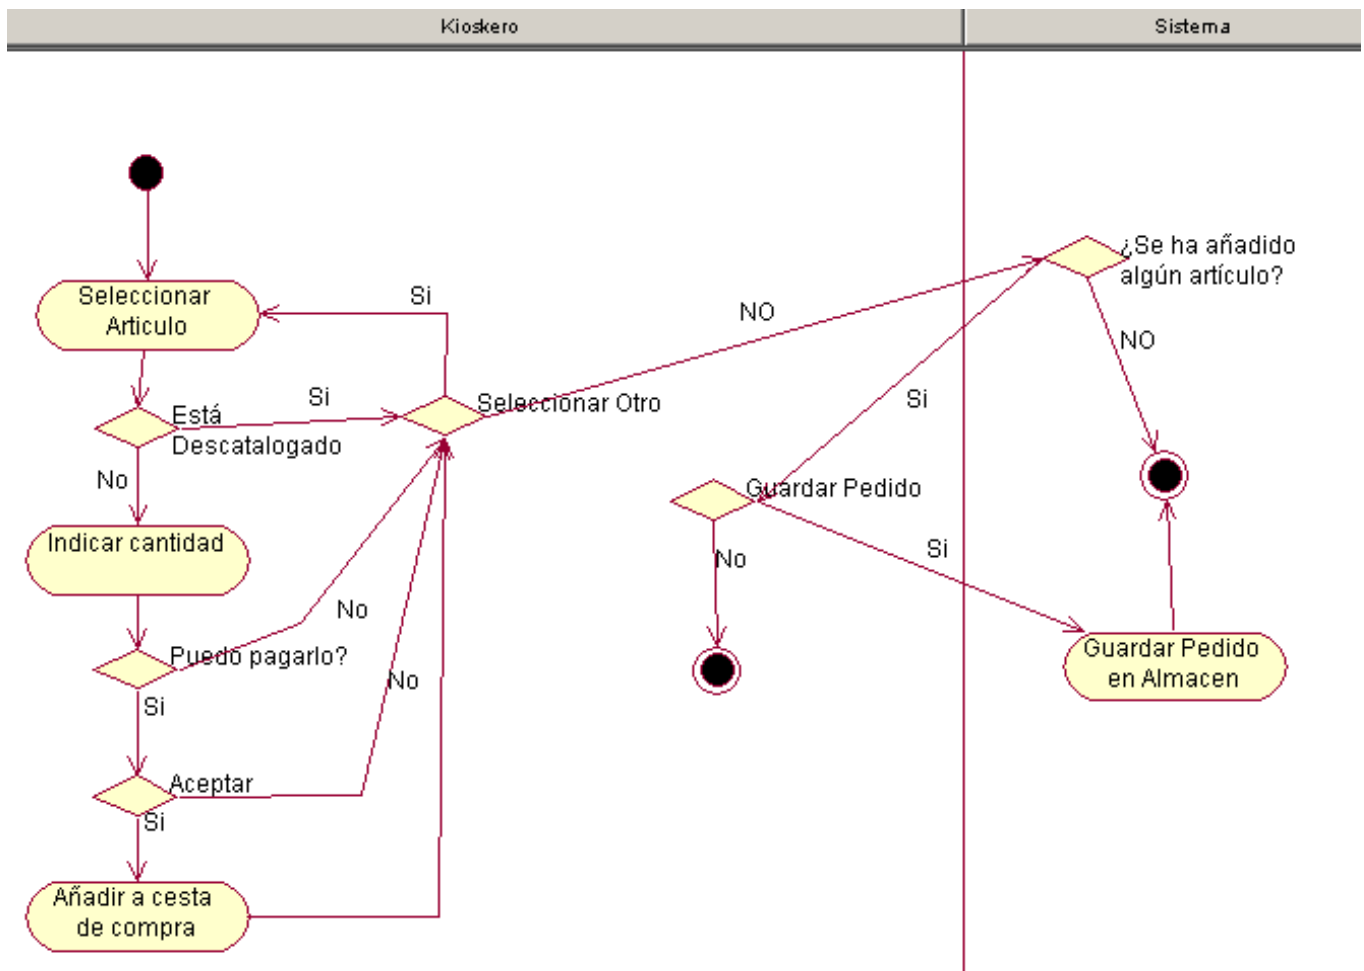 Kioskero
Sistema
¿Se ha añadido
algún artículo?
Seleccionar
Articulo
Si
NO
NO
Está
Descatalogado
Si
Seleccionar Otro
Si
No
Guardar Pedido
Indicar cantidad
Si
No
No
Puedo pagarlo?
Guardar Pedido
en Almacen
No
Si
Aceptar
Si
Añadir a cesta
de compra